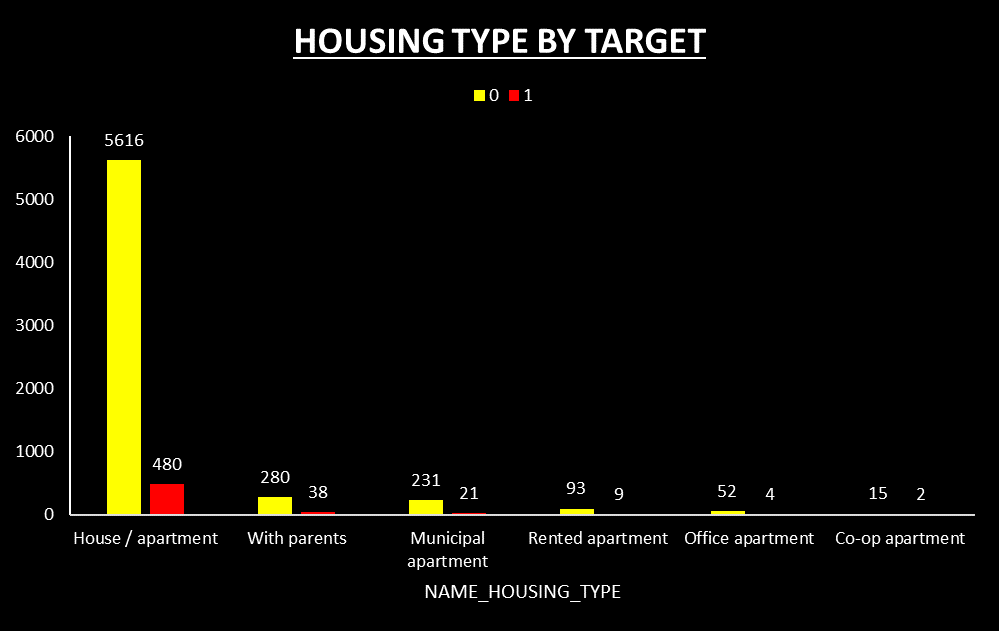 HOUSING TYPE BY TARGET
0 1
6000
5000
4000
3000
2000
1000
0
5616
480
280
38
231
21
93
9
52
4
15
2
House / apartment
With parents
Municipal
apartment
Rented apartment
Office apartment
Co-op apartment
NAME_HOUSING_TYPE